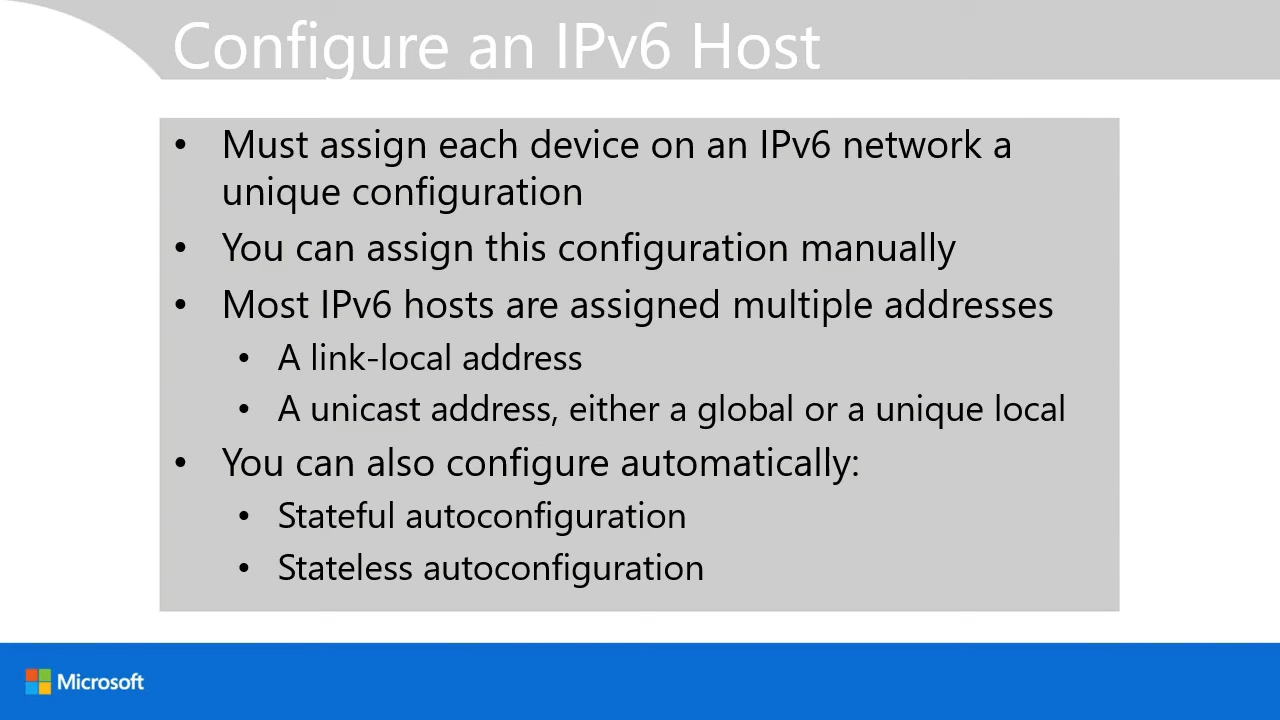 Configure an IPv6 Host
• Must assign each device on an IPv6 network a
unique configuration
• You can assign this configuration manually
• Most IPv6 hosts are assigned multiple addresses
• A link-local address
• A unicast address, either a global or a unique local
• You can also configure automatically:
• Stateful autoconfiguration
• Stateless autoconfiguration
Microsoft